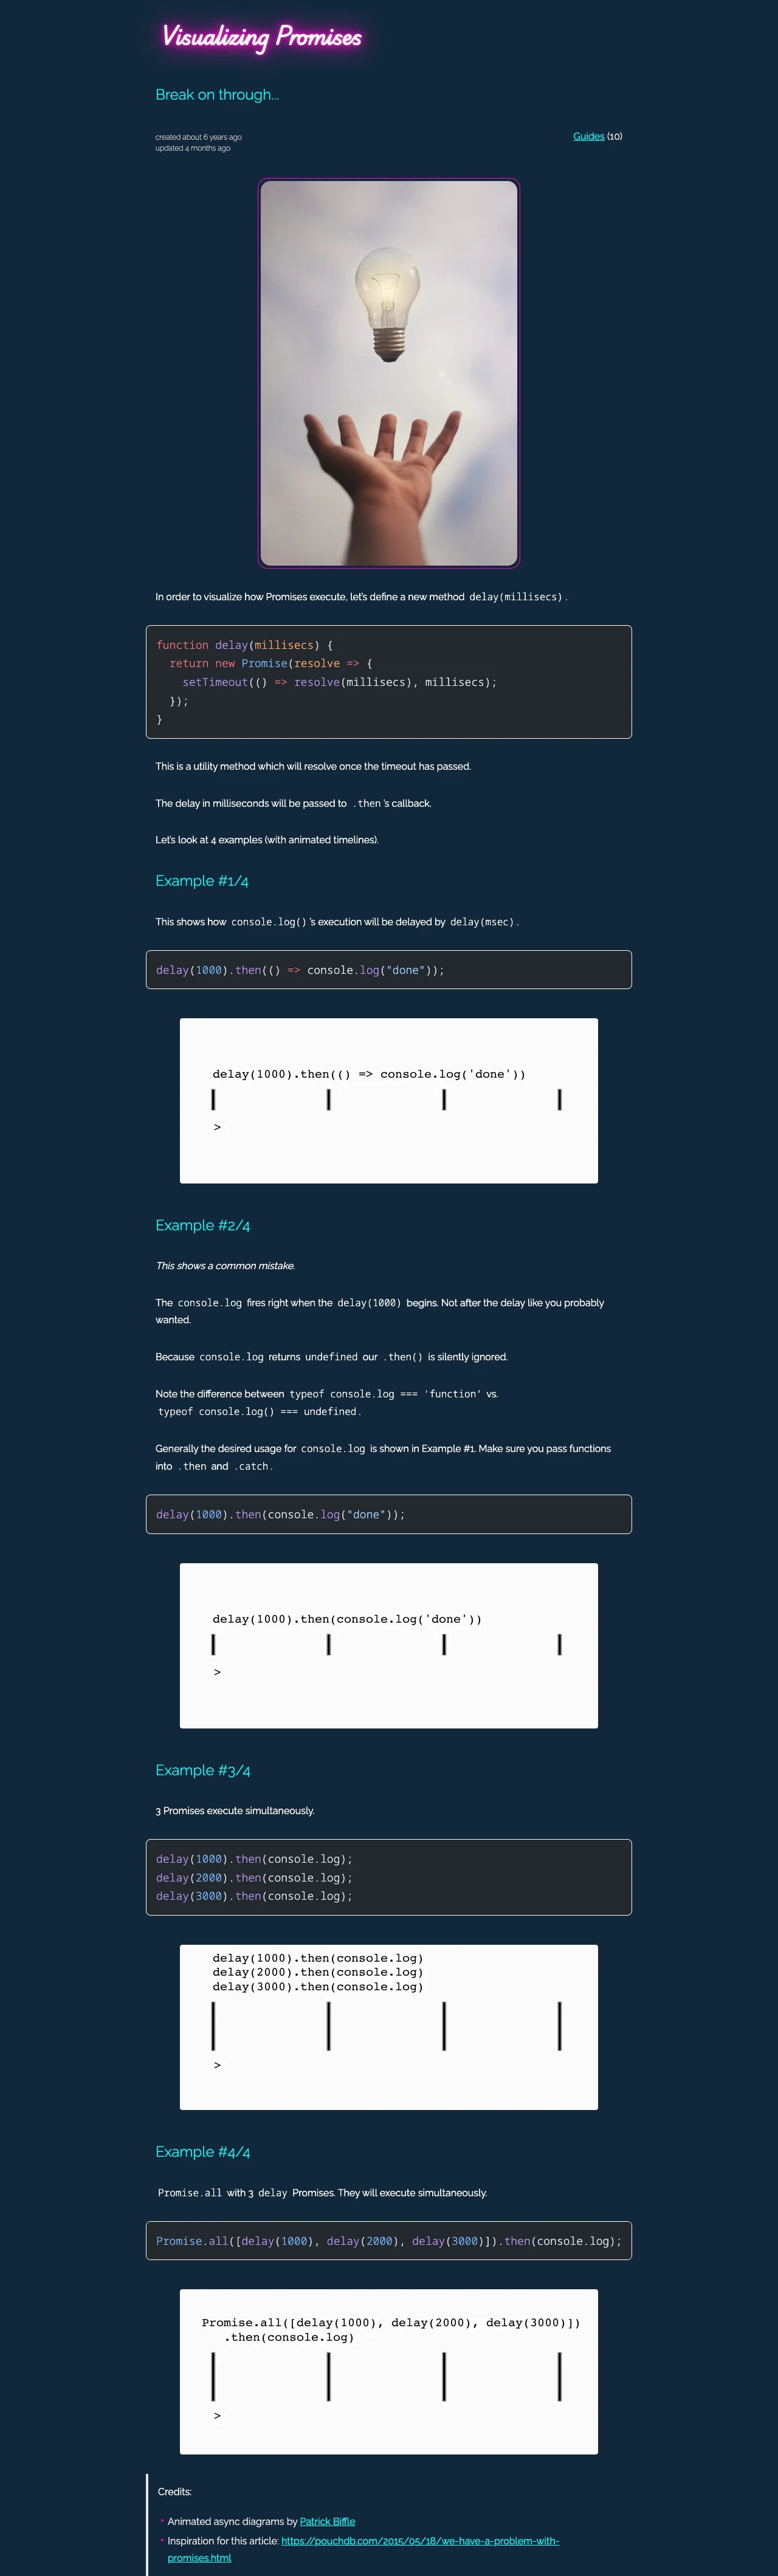 Visualizing Promises
Break on through...
created about 6 years ago
updated 4 months ago
Guides (10)
In order to visualize how Promises execute, let's define a new method delay(millisecs).
function delay(millisecs) {
  return new Promise(resolve => {
    setTimeout(() => resolve(millisecs), millisecs);
  });
}
This is a utility method which will resolve once the timeout has passed.
The delay in milliseconds will be passed to .then's callback.
Let's look at 4 examples (with animated timelines).
Example #1/4
This shows how console.log()'s execution will be delayed by delay(msec).
delay(1000).then(() => console.log("done"));
delay(1000).then(() => console.log('done'))
>
Example #2/4
This shows a common mistake.
The console.log fires right when the delay(1000) begins. Not after the delay like you probably
wanted.
Because console.log returns undefined our .then() is silently ignored.
Note the difference between typeof console.log === 'function' vs.
typeof console.log() === undefined.
Generally the desired usage for console.log is shown in Example #1. Make sure you pass functions
into .then and .catch.
delay(1000).then(console.log("done"));
delay(1000).then(console.log('done'))
>
Example #3/4
3 Promises execute simultaneously.
delay(1000).then(console.log);
delay(2000).then(console.log);
delay(3000).then(console.log);
delay(1000).then(console.log)
delay(2000).then(console.log)
delay(3000).then(console.log)
>
Example #4/4
Promise.all with 3 delay Promises. They will execute simultaneously.
Promise.all([delay(1000), delay(2000), delay(3000)]).then(console.log);
Promise.all([delay(1000), delay(2000), delay(3000)])
   .then(console.log)
>
Credits:
Animated async diagrams by Patrick Biffle
Inspiration for this article: https://pouchdb.com/2015/05/18/we-have-a-problem-with-
promises.html